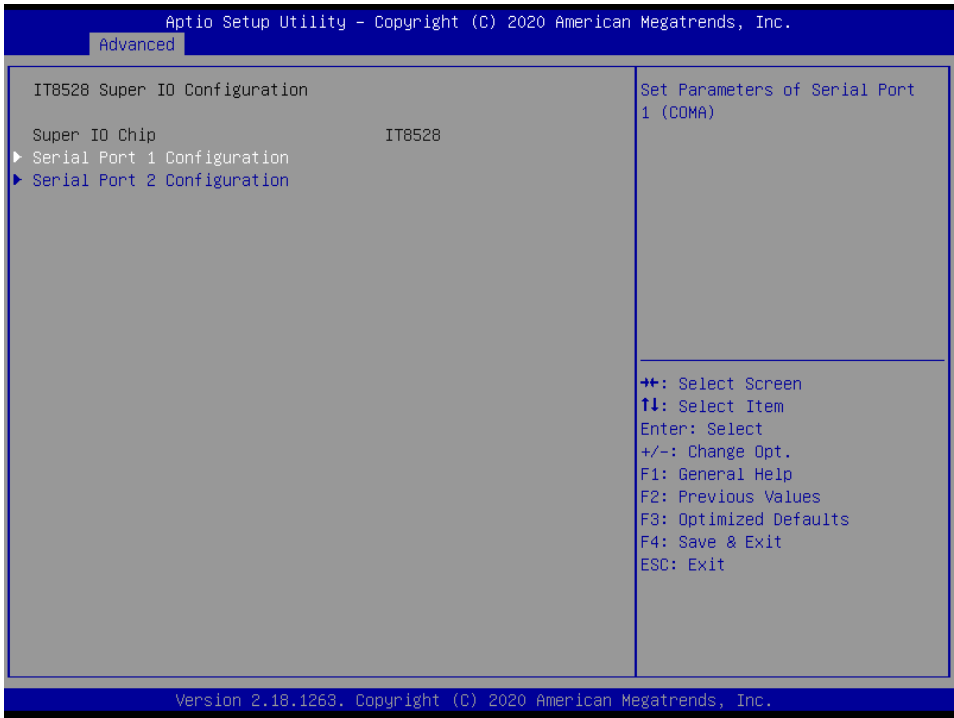 Aptio Setup Utility – Copyright (C) 2020 American Megatrends, Inc.
Advanced
IT8528 Super IO Configuration
Super IO Chip IT8528
Serial Port 1 Configuration
Serial Port 2 Configuration
Set Parameters of Serial Port
1 (COMA)
→←: Select Screen
↑↓: Select Item
Enter: Select
+/-: Change Opt.
F1: General Help
F2: Previous Values
F3: Optimized Defaults
F4: Save & Exit
ESC: Exit
Version 2.18.1263. Copyright (C) 2020 American Megatrends, Inc.